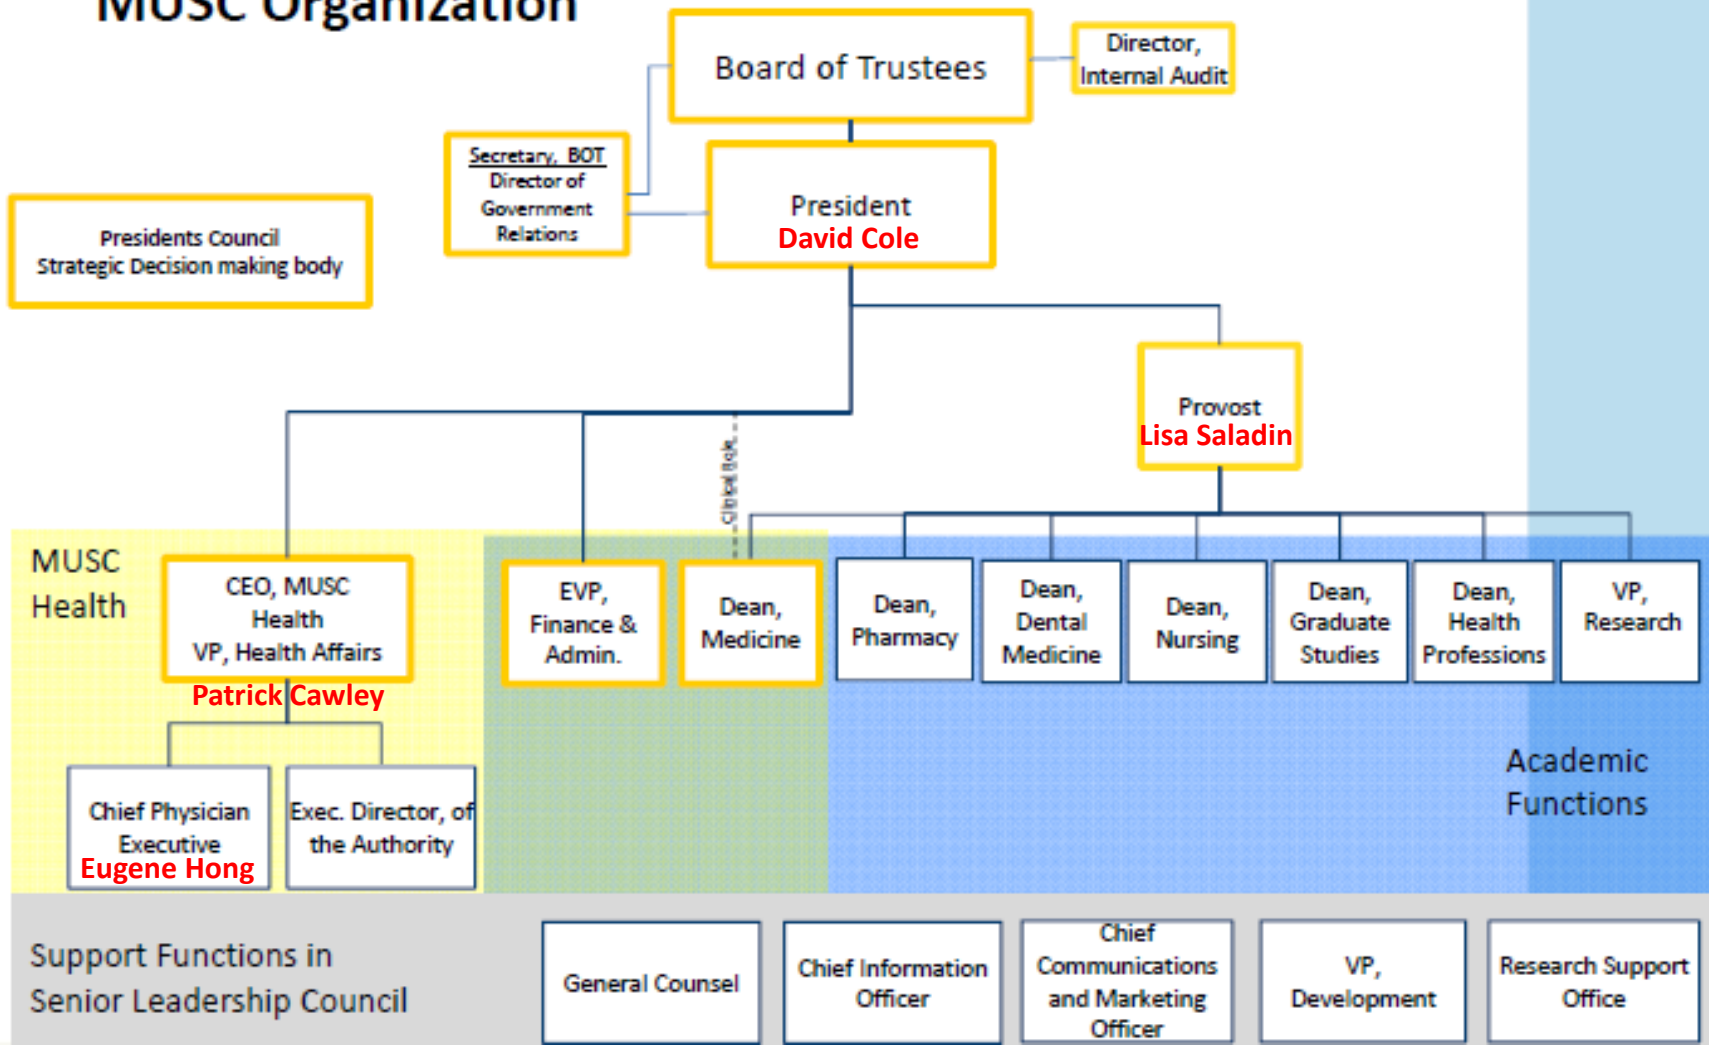 MUSC Organization
Board of Trustees
Director,
Internal Audit
Secretary, BOT
Director of
Government
Relations
President
David Cole
Presidents Council
Strategic Decision making body
Provost
Lisa Saladin
Clinical Role
MUSC
Health
CEO, MUSC
Health
VP, Health Affairs
Patrick Cawley
EVP,
Finance &
Admin.
Dean,
Medicine
Dean,
Pharmacy
Dean,
Dental
Medicine
Dean,
Nursing
Dean,
Graduate
Studies
Dean,
Health
Professions
VP,
Research
Chief Physician
Executive
Eugene Hong
Exec. Director, of
the Authority
Academic
Functions
Support Functions in
Senior Leadership Council
General Counsel
Chief Information
Officer
Chief
Communications
and Marketing
Officer
VP,
Development
Research Support
Office